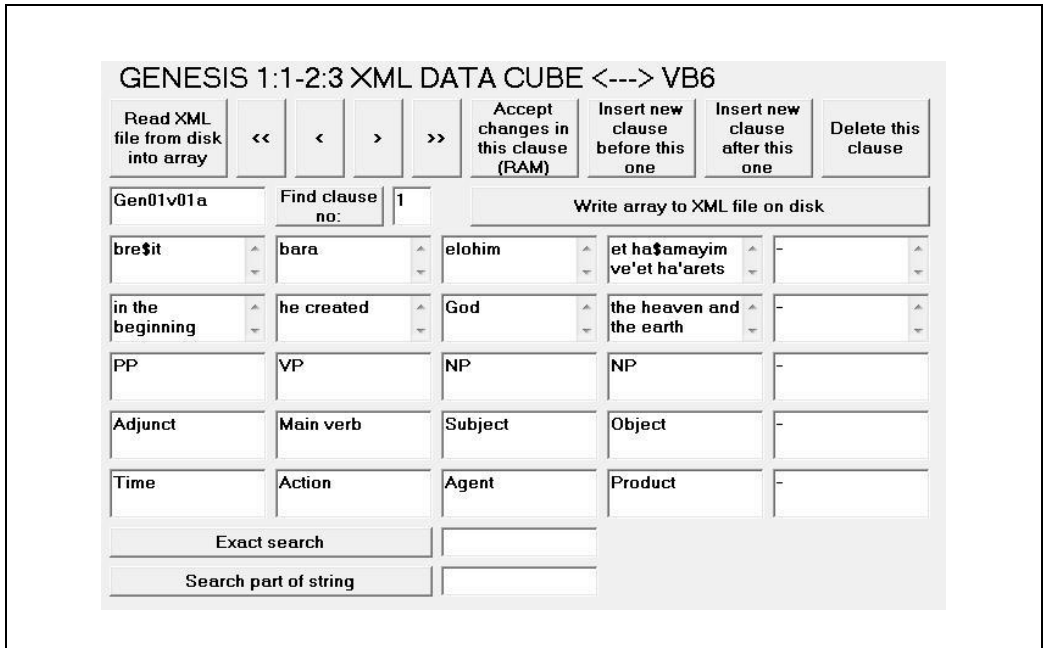 GENESIS 1:1-2:3 XML DATA CUBE <---> VB6
Read XML
file from disk
into array
<<
<
>
>>
Accept
changes in
this clause
(RAM)
Insert new
clause
before this
one
Insert new
clause
after this
one
Delete this
clause
Gen01v01a
Find clause
no:
1
Write array to XML file on disk
bre$it
bara
elohim
et ha$amayim
ve'et ha'arets
-
in the
beginning
he created
God
the heaven and
the earth
-
PP
VP
NP
NP
-
Adjunct
Main verb
Subject
Object
-
Time
Action
Agent
Product
-
Exact search
Search part of string